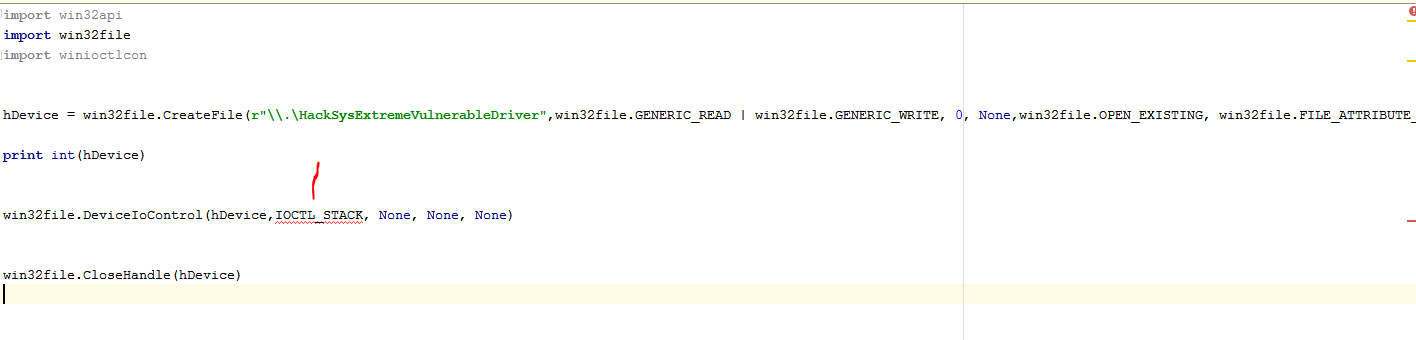 import win32api
import win32file
import winioctlcon
hDevice = win32file.CreateFile(r"\\.\HackSysExtremeVulnerableDriver",win32file.GENERIC_READ | win32file.GENERIC_WRITE, 0, None,win32file.OPEN_EXISTING, win32file.FILE_ATTRIBUTE_
print int(hDevice)
win32file.DeviceIoControl(hDevice,IOCTL_STACK, None, None, None)
win32file.CloseHandle(hDevice)